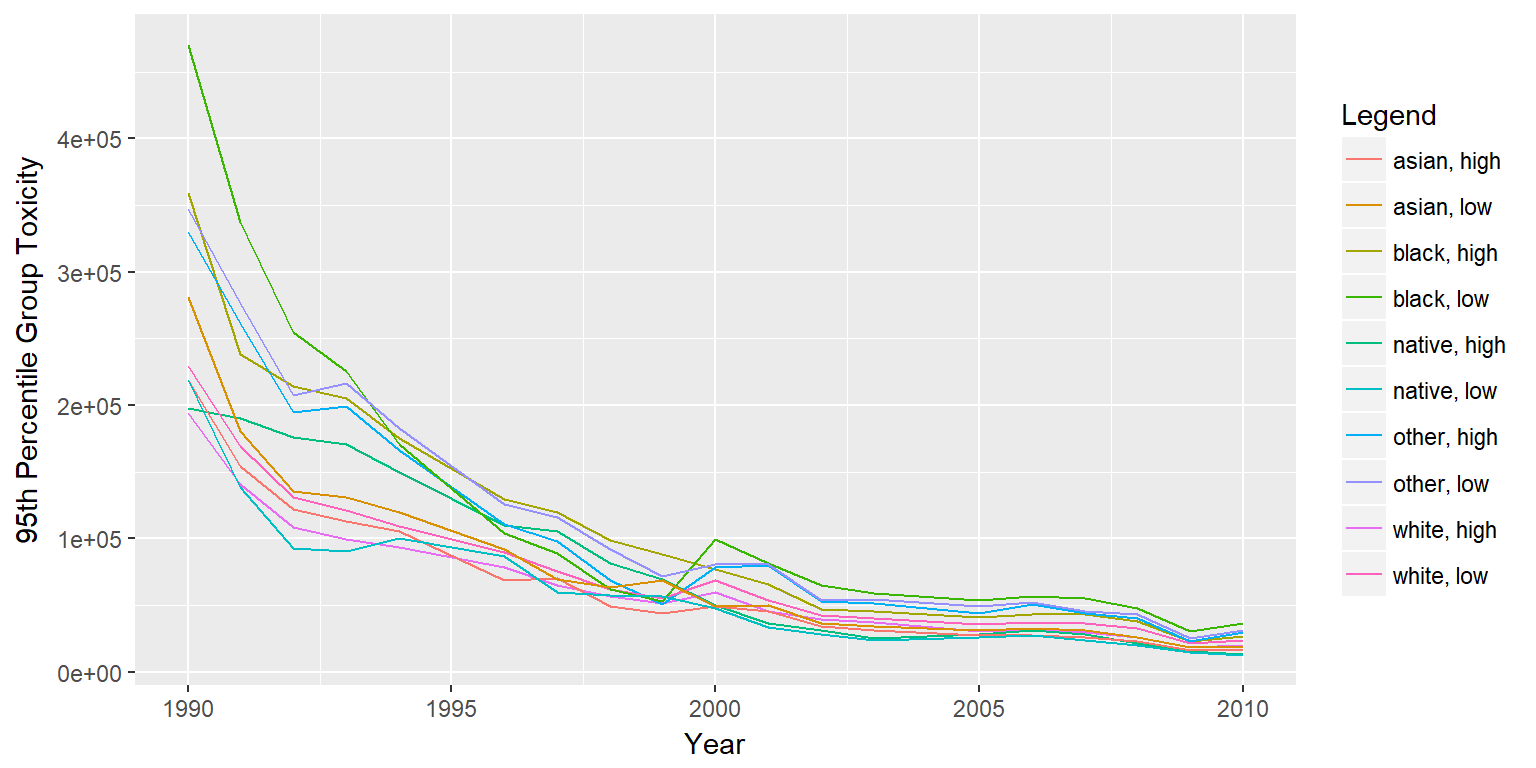 95th Percentile Group Toxicity
4e+05
3e+05
2e+05
1e+05
0e+00
1990
1995
2000
2005
2010
Year
Legend
asian, high
asian, low
black, high
black, low
native, high
native, low
other, high
other, low
white, high
white, low